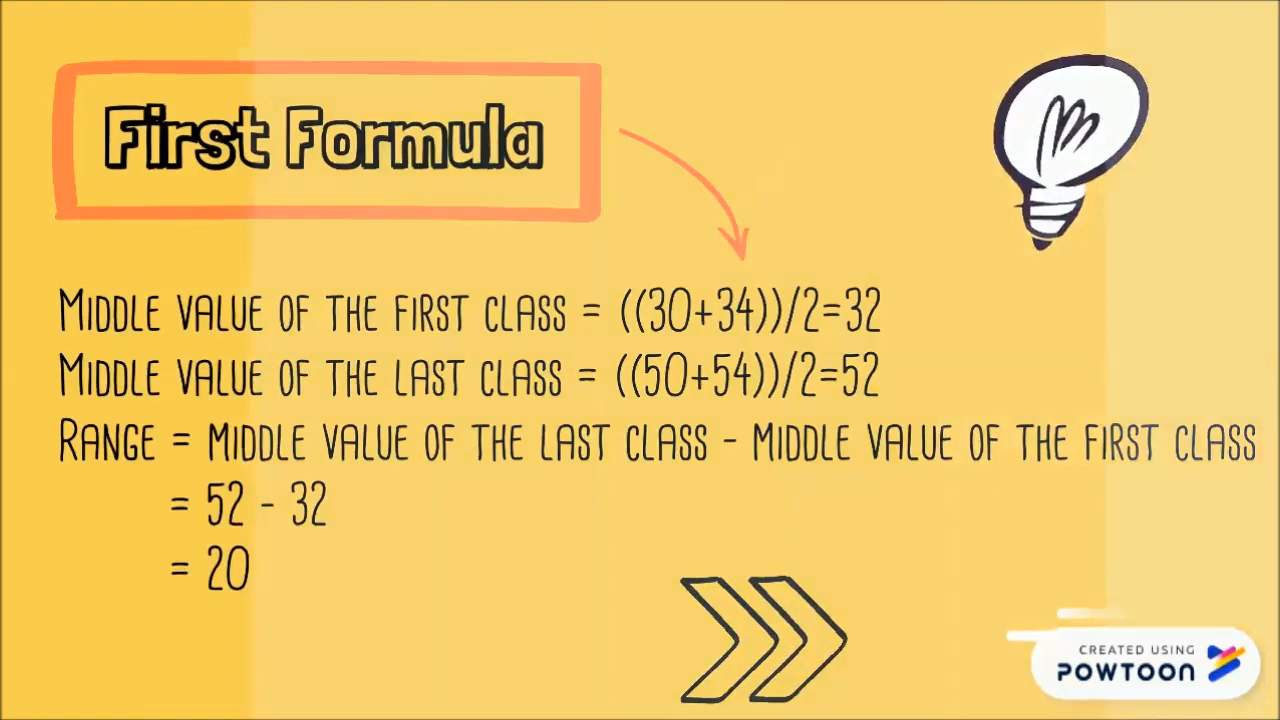 First Formula
MIDDLE VALUE OF THE FIRST CLASS = ((30+34))/2=32
MIDDLE VALUE OF THE LAST CLASS = ((50+54))/2=52
RANGE = MIDDLE VALUE OF THE LAST CLASS - MIDDLE VALUE OF THE FIRST CLASS
= 52 - 32
= 20
CREATED USING
POWTOON